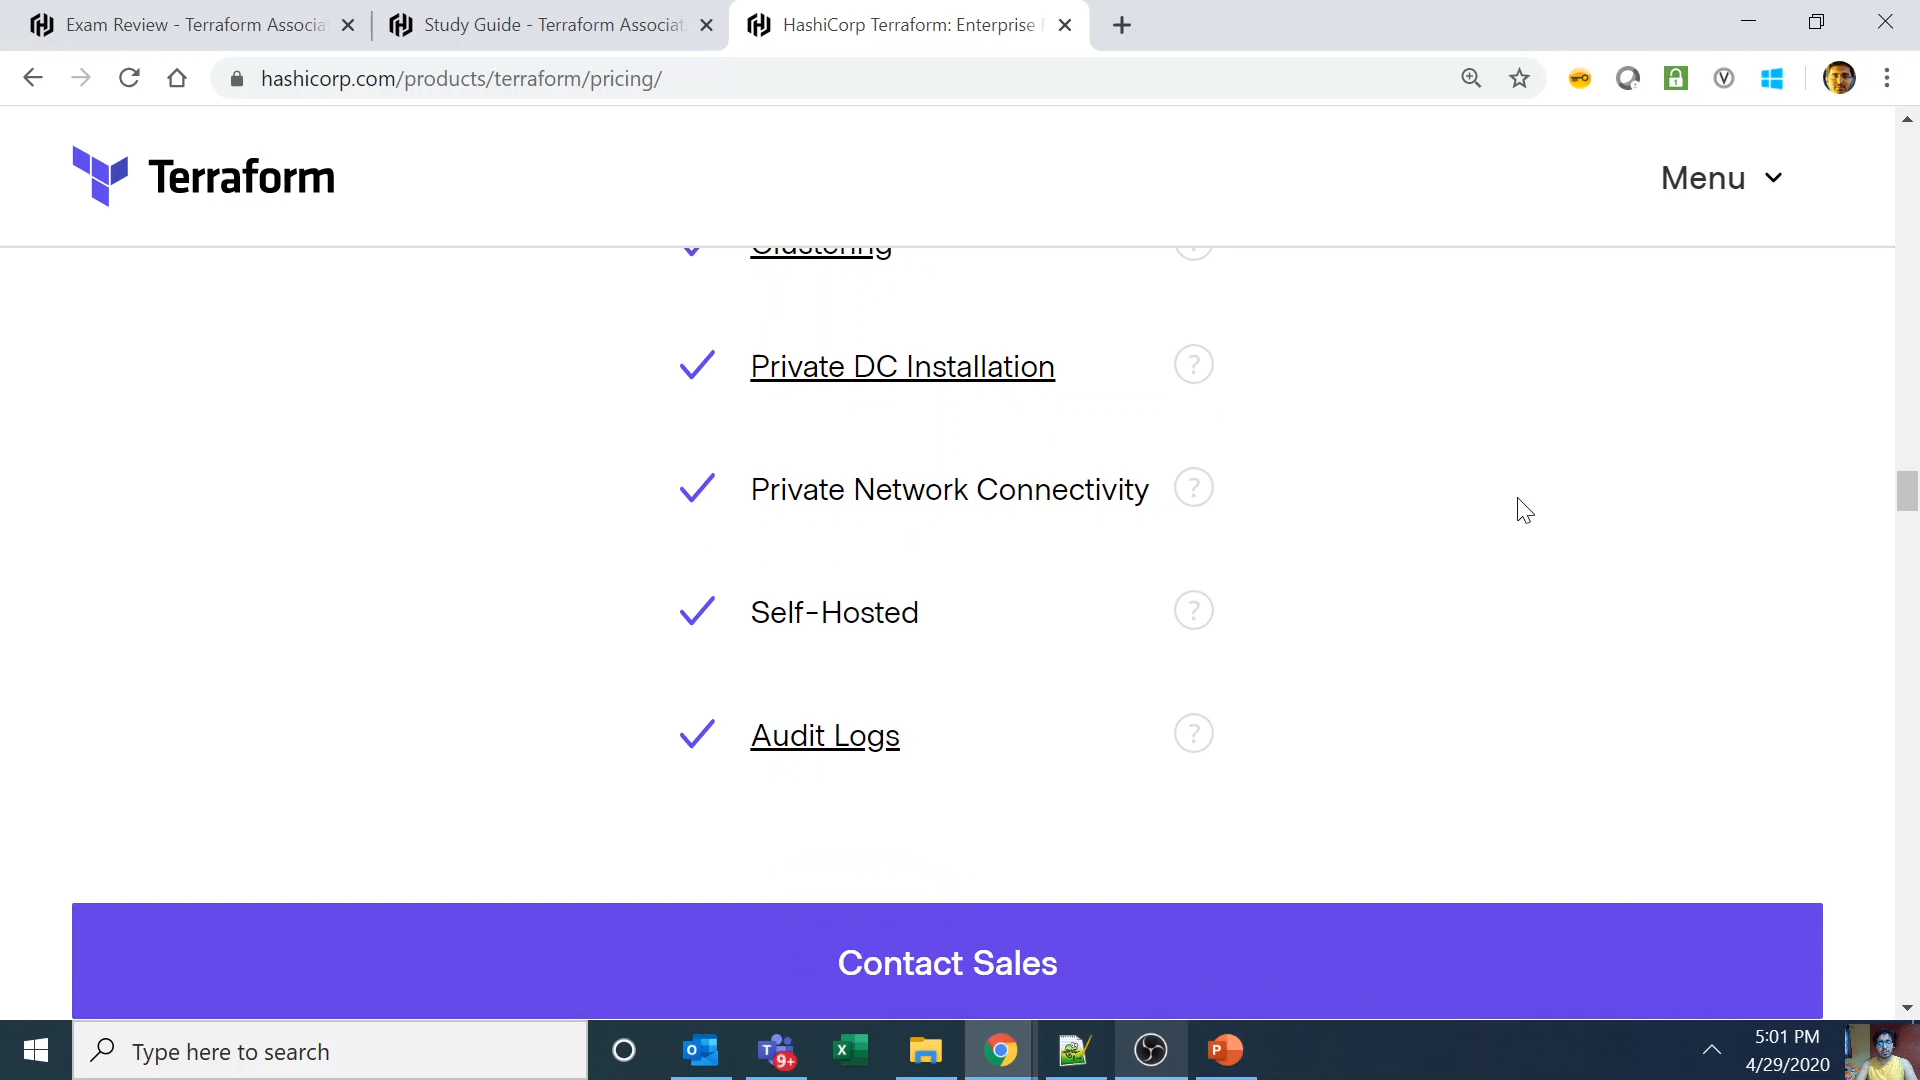 Exam Review - Terraform Associa
Study Guide - Terraform Associat
HashiCorp Terraform: Enterprise
hashicorp.com/products/terraform/pricing/
Terraform
Menu
Clustering
Private DC Installation
?
Private Network Connectivity
?
Self-Hosted
?
Audit Logs
?
Contact Sales
Type here to search
9+
5:01 PM
4/29/2020